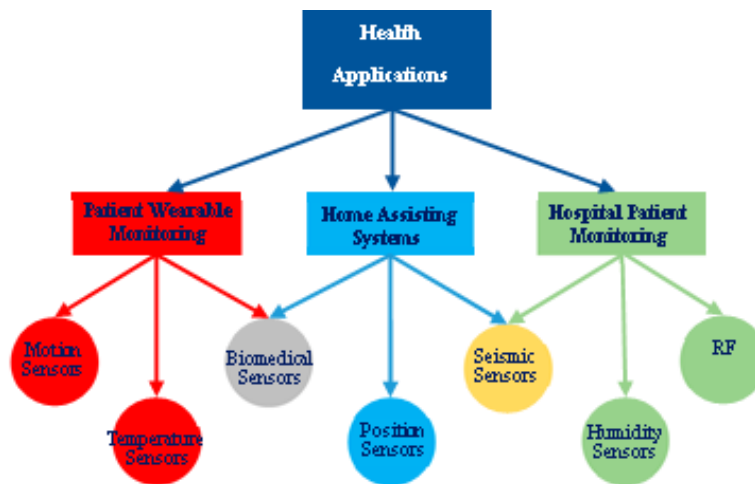 Health
Applications
Patient Wearable
Monitoring
Home Assisting
Systems
Hospital Patient
Monitoring
Motion
Sensors
Biomedical
Sensors
Seismic
Sensors
RF
Temperature
Sensors
Position
Sensors
Humidity
Sensors